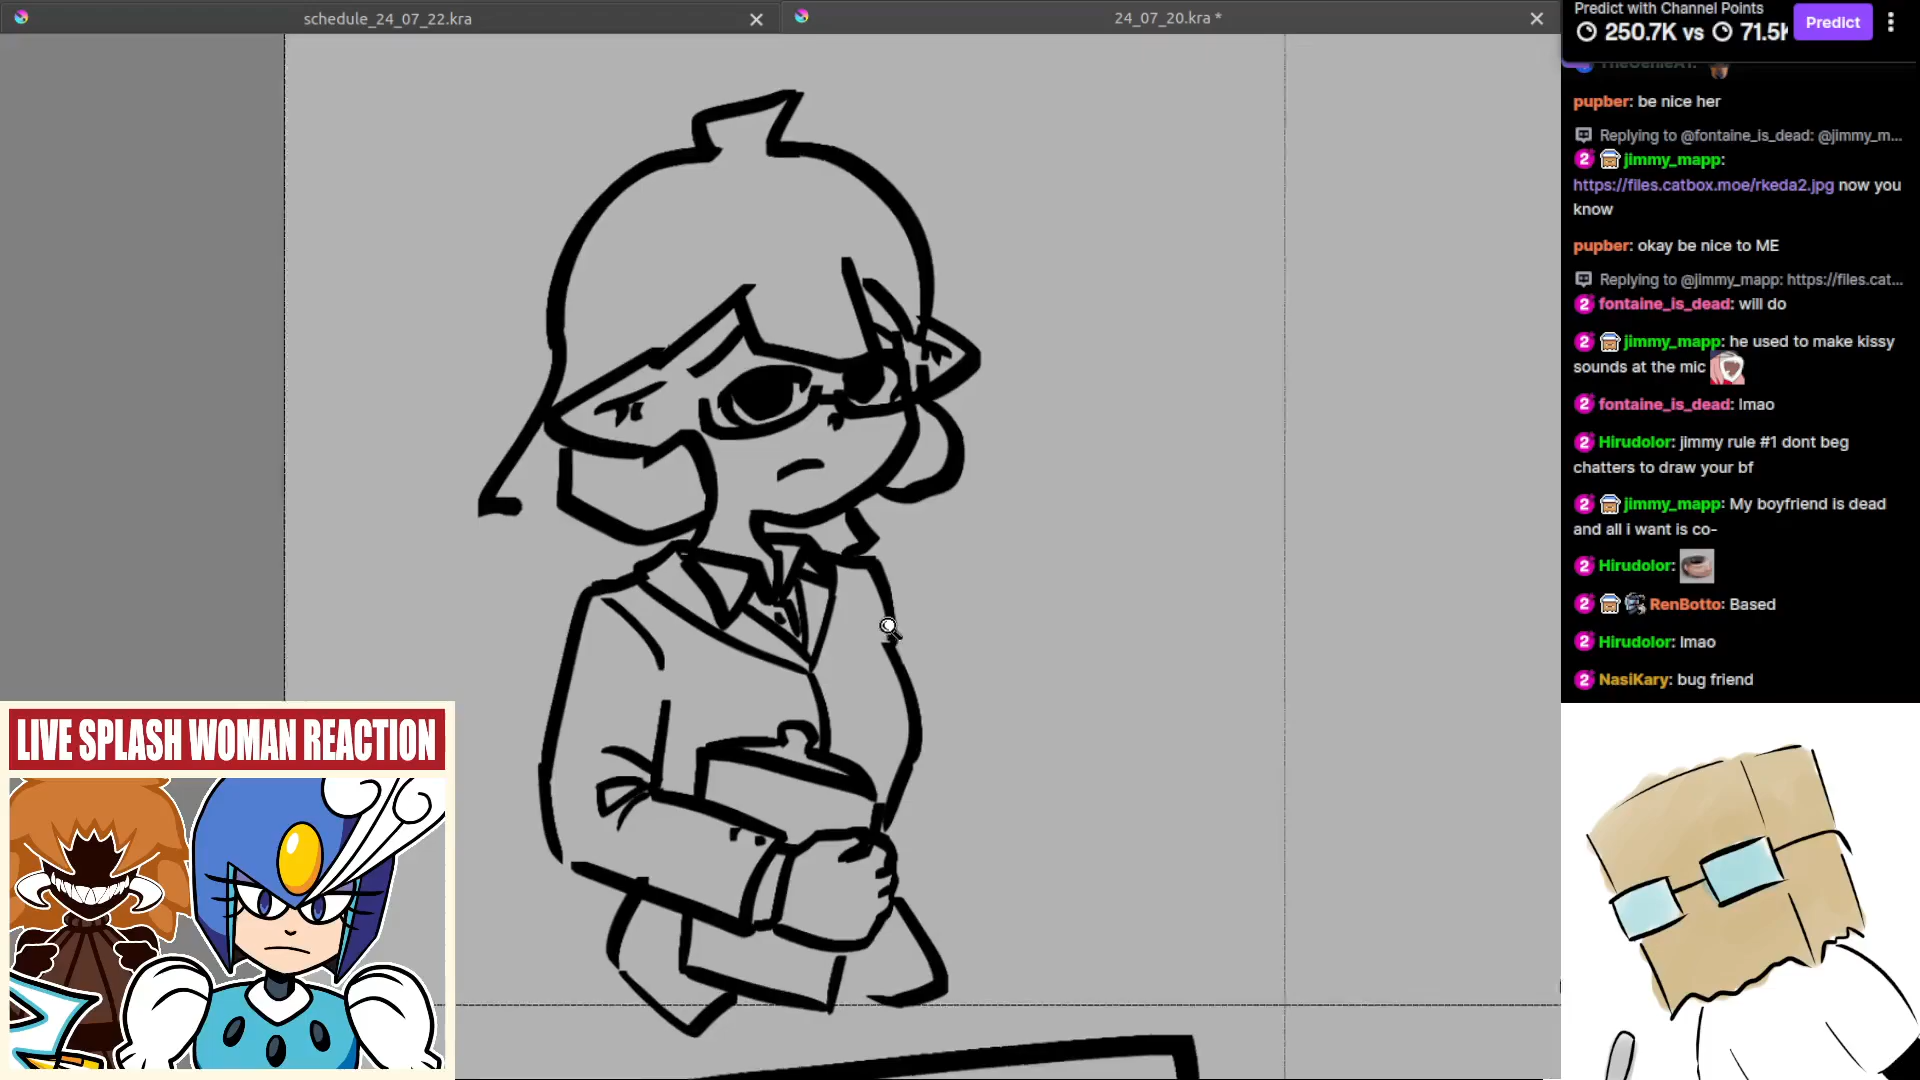 schedule_24_07_22.kra
24_07_20.kra *
Predict with Channel Points
250.7K vs 71.5K
Predict
TheGenieAT:
pupber: be nice her
Replying to @fontaine_is_dead: @jimmy_m...
2 jimmy_mapp:
https://files.catbox.moe/rkeda2.jpg now you
know
pupber: okay be nice to ME
Replying to @jimmy_mapp: https://files.cat...
2 fontaine_is_dead: will do
2 jimmy_mapp: he used to make kissy
sounds at the mic
2 fontaine_is_dead: lmao
2 Hirudolor: jimmy rule #1 dont beg
chatters to draw your bf
2 jimmy_mapp: My boyfriend is dead
and all i want is co-
2 Hirudolor:
2 RenBotto: Based
2 Hirudolor: lmao
2 NasiKary: bug friend
LIVE SPLASH WOMAN REACTION